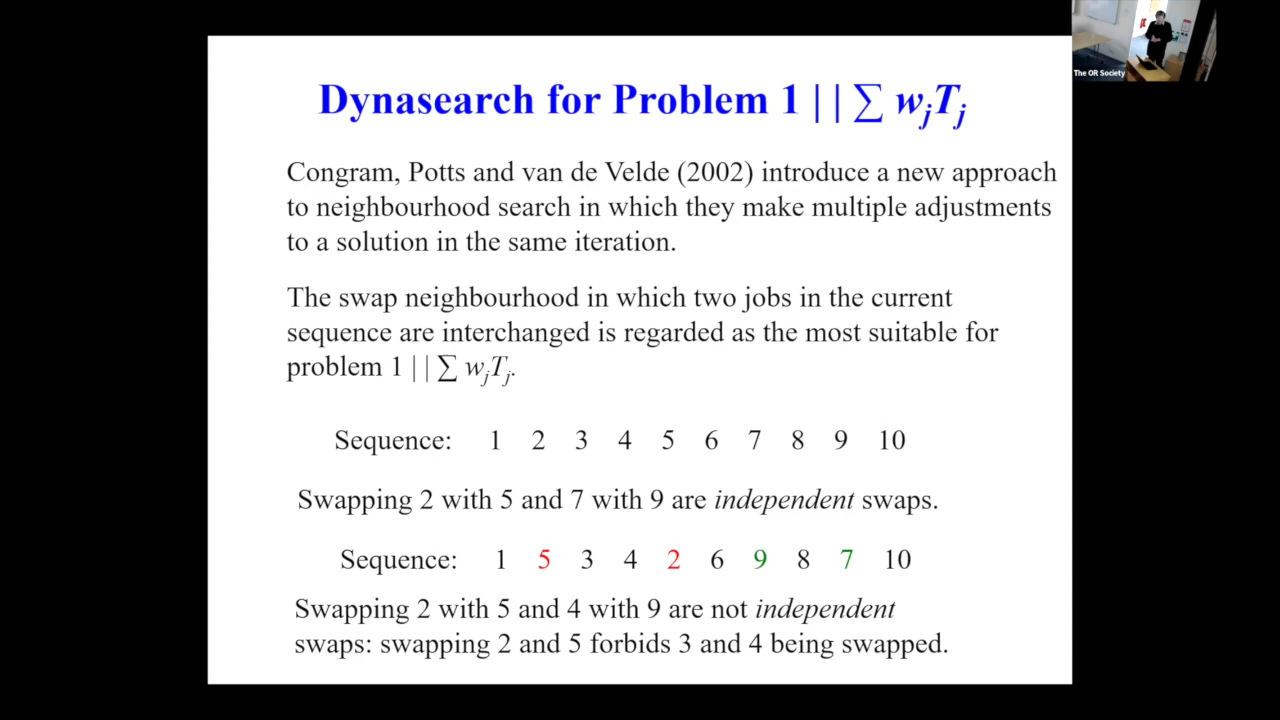 The OR Society
Dynasearch for Problem 1 | | ∑ wjTj
Congram, Potts and van de Velde (2002) introduce a new approach
to neighbourhood search in which they make multiple adjustments
to a solution in the same iteration.
The swap neighbourhood in which two jobs in the current
sequence are interchanged is regarded as the most suitable for
problem 1 | | ∑ wjTj.
Sequence: 1 2 3 4 5 6 7 8 9 10
Swapping 2 with 5 and 7 with 9 are independent swaps.
Sequence: 1 5 3 4 2 6 9 8 7 10
Swapping 2 with 5 and 4 with 9 are not independent
swaps: swapping 2 and 5 forbids 3 and 4 being swapped.